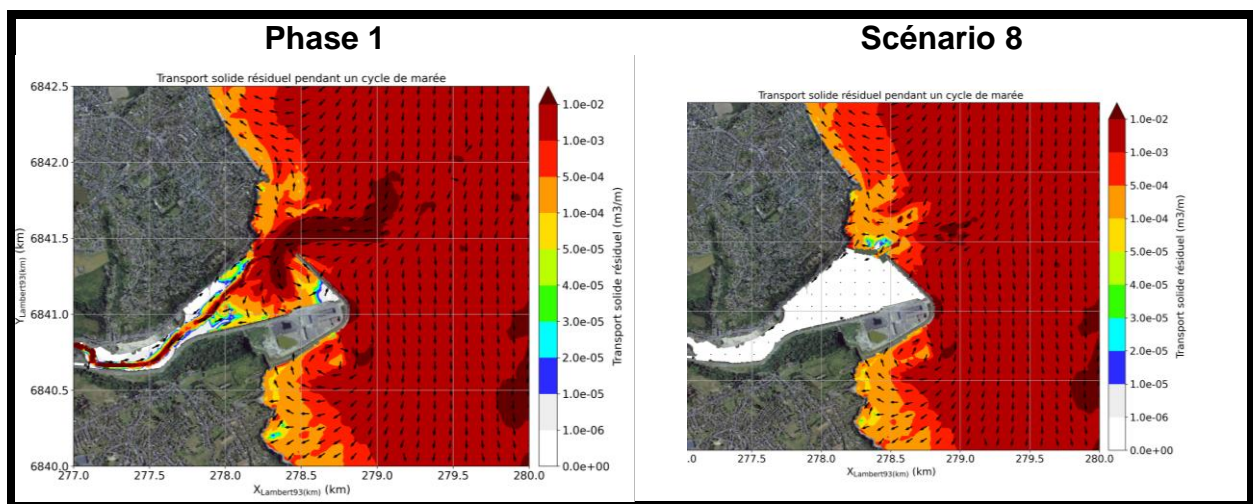 Phase 1
Scénario 8
Transport solide résiduel pendant un cycle de marée
6842.5
6842.0
6841.5
6841.0
6840.5
6840.0
Y_Lambert93(km) (km)
277.0 277.5 278.0 278.5 279.0 279.5 280.0
X_Lambert93(km) (km)
1.0e-02
1.0e-03
5.0e-04
1.0e-04
5.0e-05
4.0e-05
3.0e-05
2.0e-05
1.0e-05
1.0e-06
0.0e+00
Transport solide résiduel (m3/m)
Transport solide résiduel pendant un cycle de marée
7.0 277.5 278.0 278.5 279.0 279.5 280.0
X_Lambert93(km) (km)
1.0e-02
1.0e-03
5.0e-04
1.0e-04
5.0e-05
4.0e-05
3.0e-05
2.0e-05
1.0e-05
1.0e-06
0.0e+00
Transport solide résiduel (m3/m)